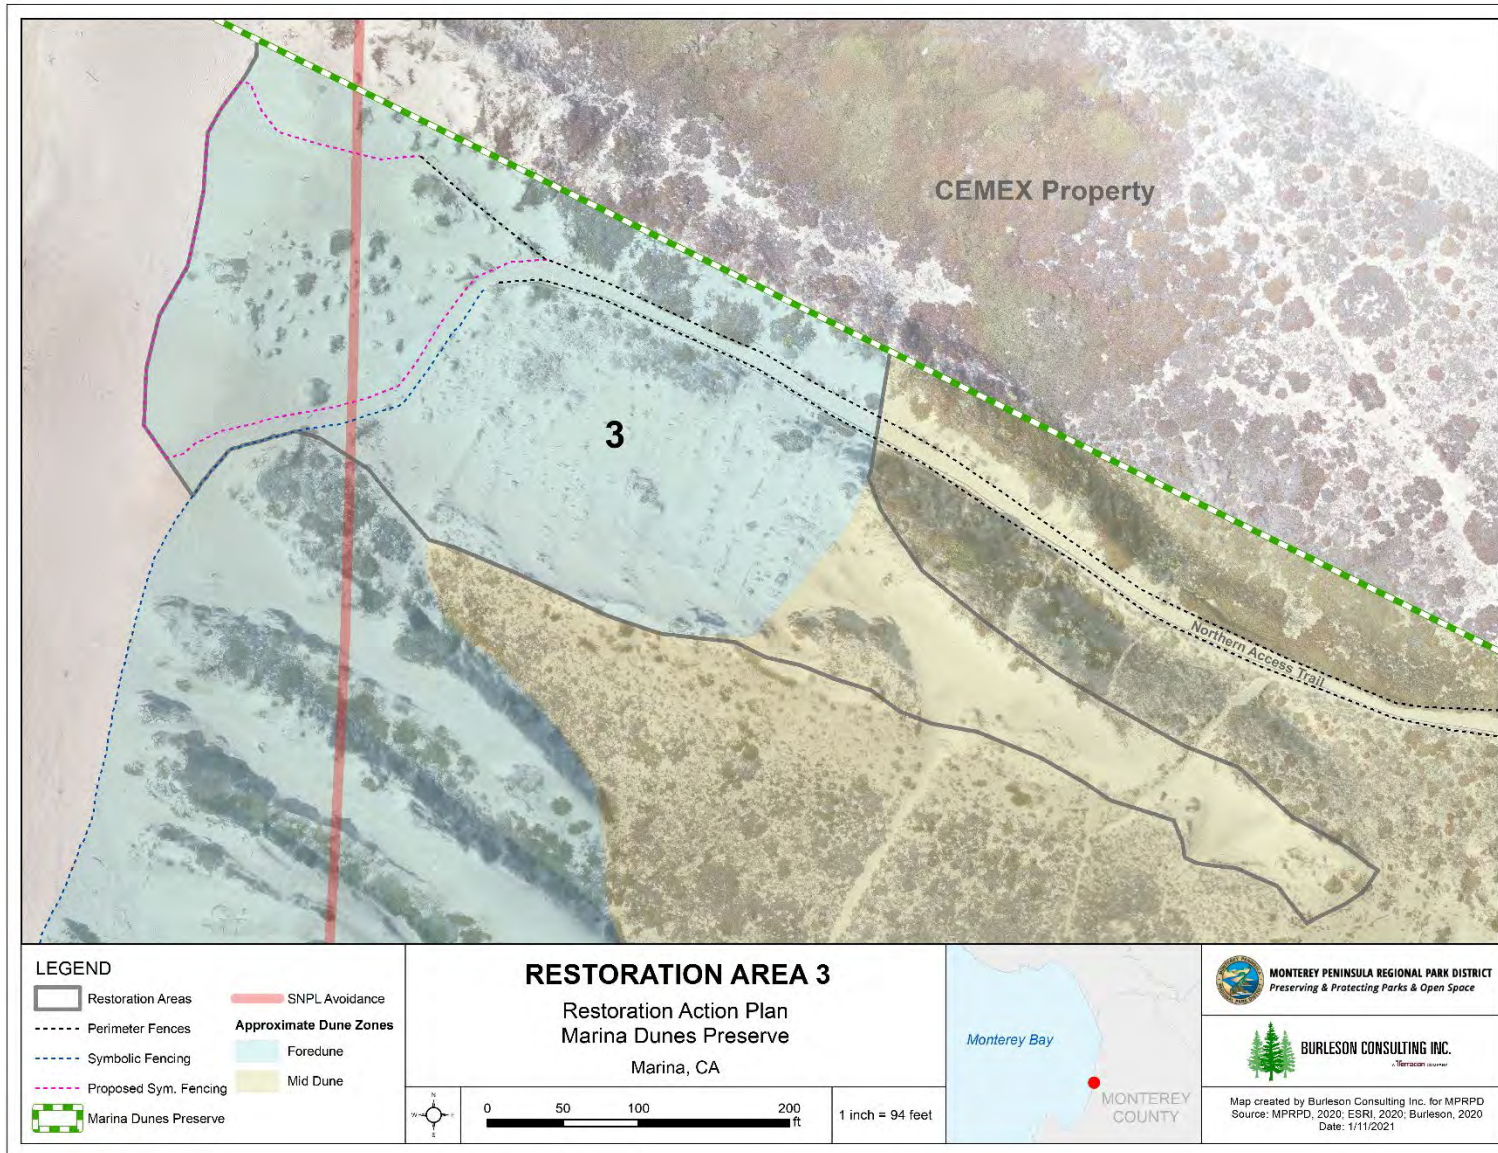 CEMEX Property
3
Northern Access Trail
LEGEND
Restoration Areas
Perimeter Fences
Symbolic Fencing
Proposed Sym. Fencing
Marina Dunes Preserve
SNPL Avoidance
Approximate Dune Zones
Foredune
Mid Dune
RESTORATION AREA 3
Restoration Action Plan
Marina Dunes Preserve
Marina, CA
N
W
E
S
0 50 100 200
ft
1 inch = 94 feet
Monterey Bay
MONTEREY
COUNTY
MONTEREY PENINSULA REGIONAL PARK DISTRICT
Preserving & Protecting Parks & Open Space
BURLESON CONSULTING INC.
A Terracon COMPANY
Map created by Burleson Consulting Inc. for MPRPD
Source: MPRPD, 2020; ESRI, 2020; Burleson, 2020
Date: 1/11/2021